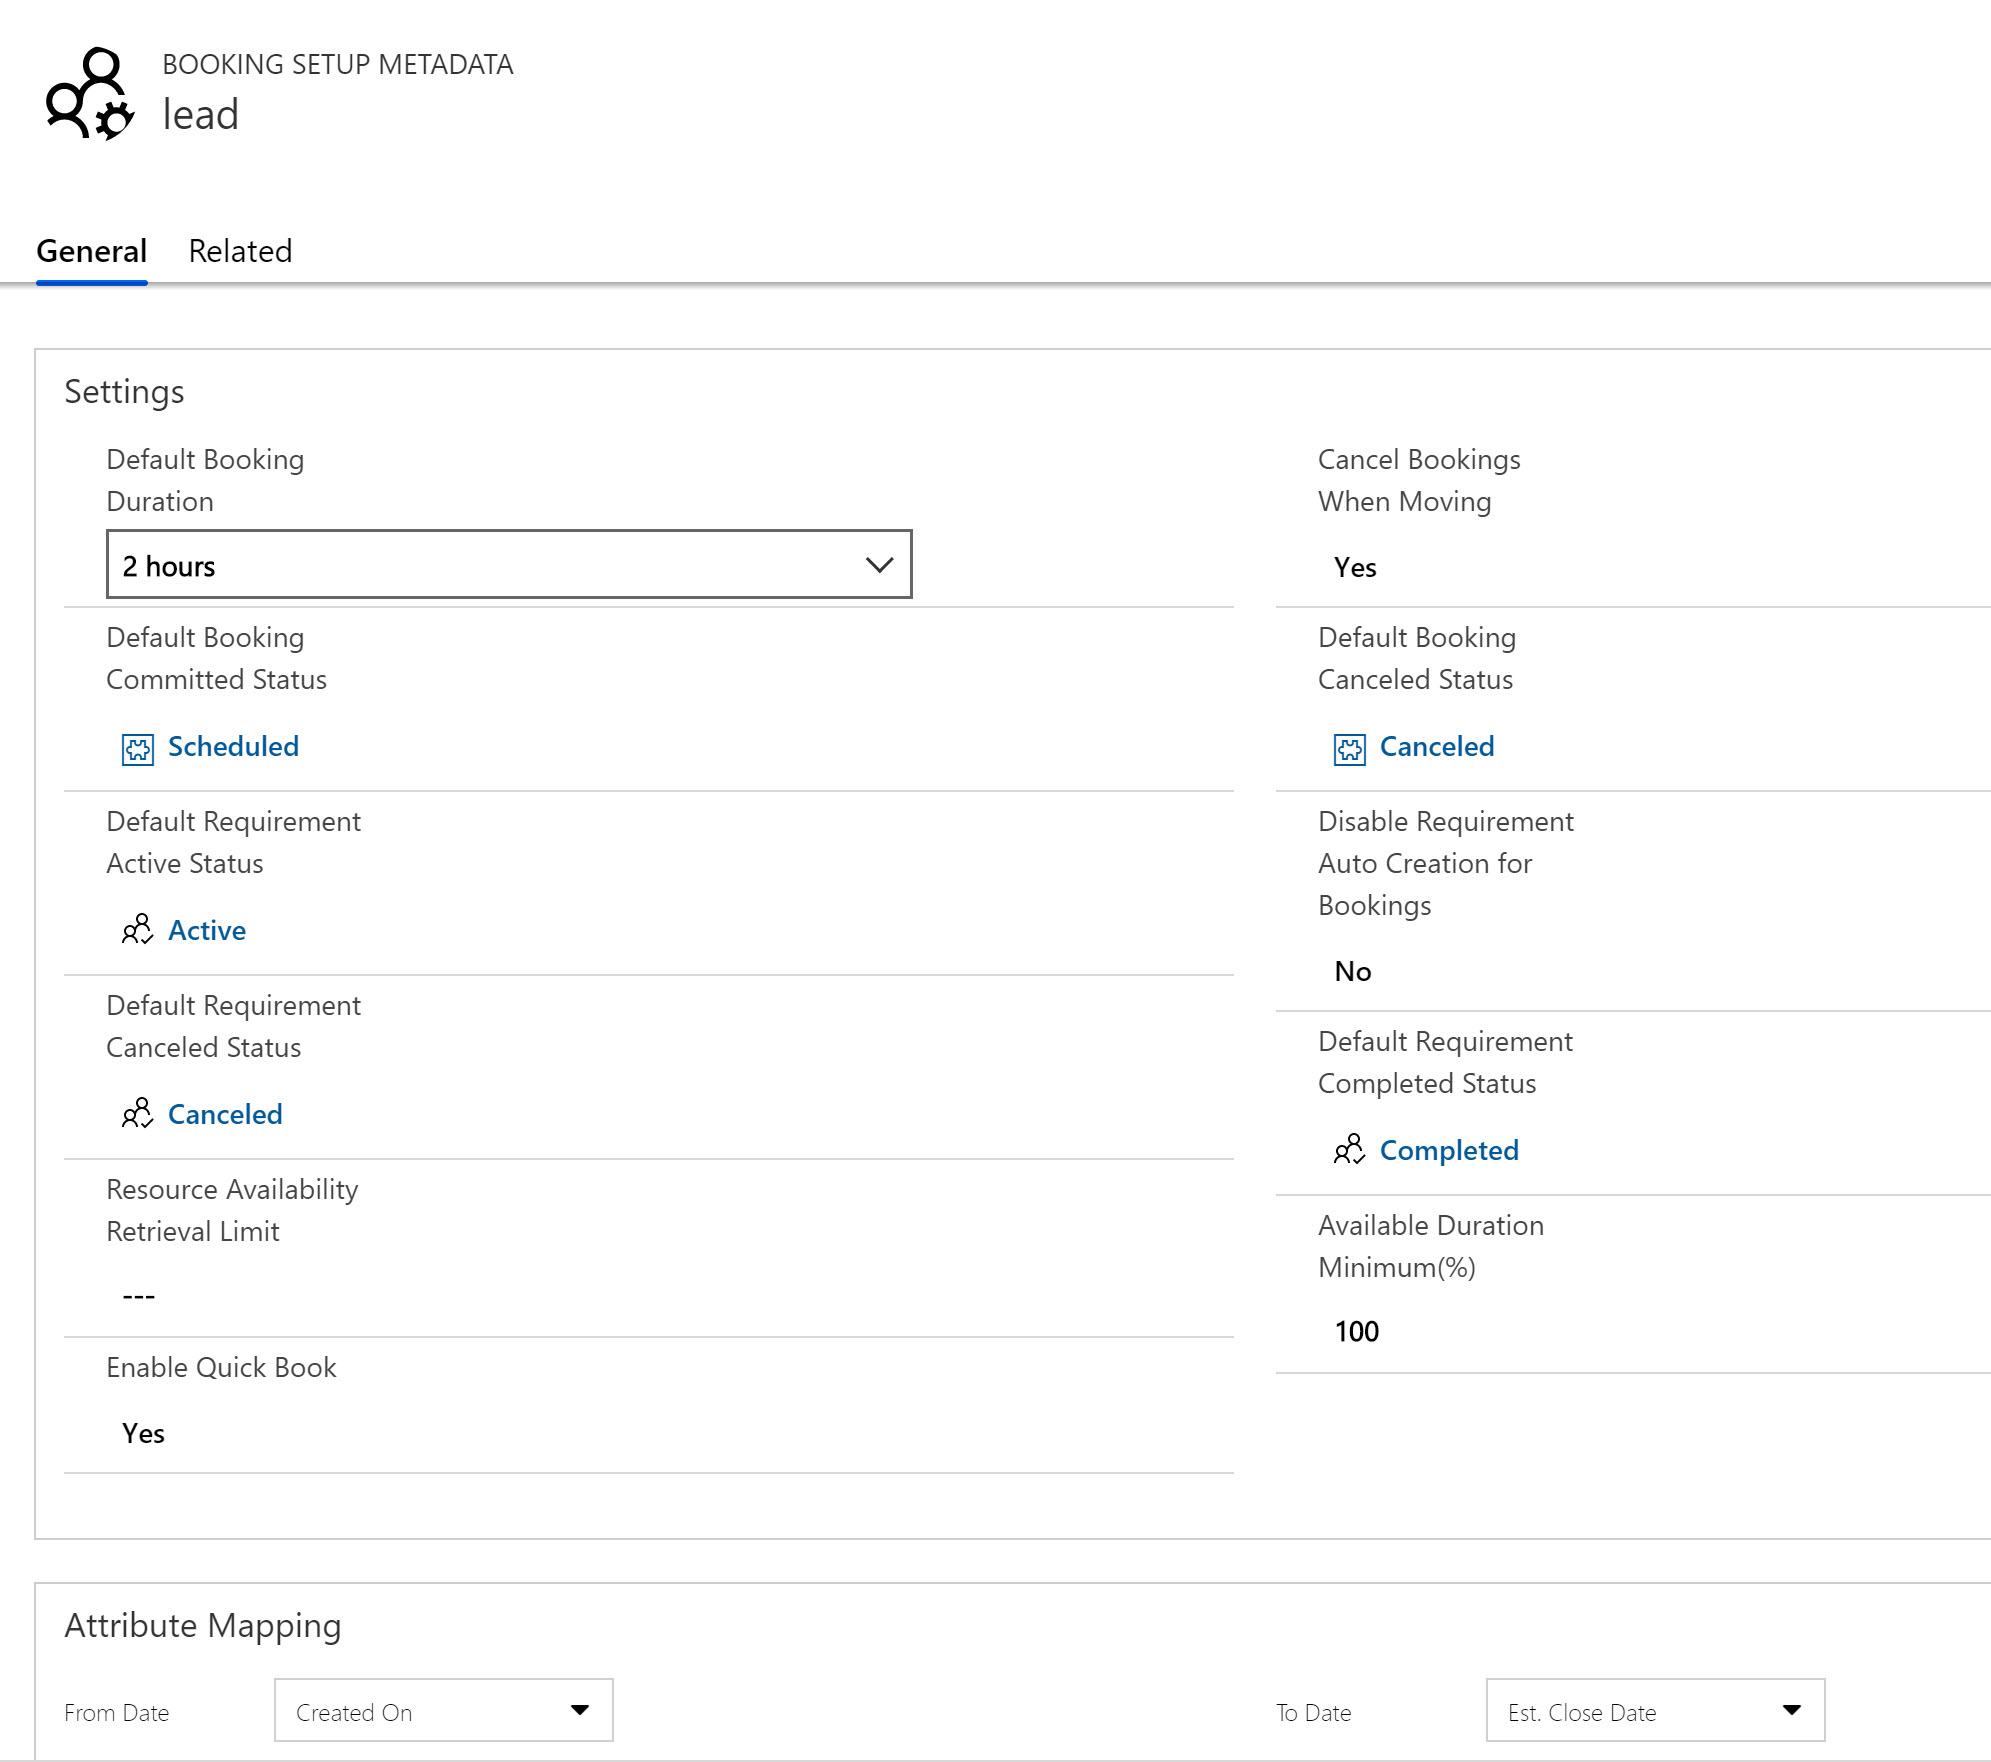 BOOKING SETUP METADATA
lead
General
Related
Settings
Default Booking
Duration
2 hours
Default Booking
Committed Status
Scheduled
Default Requirement
Active Status
Active
Default Requirement
Canceled Status
Canceled
Resource Availability
Retrieval Limit
---
Enable Quick Book
Yes
Cancel Bookings
When Moving
Yes
Default Booking
Canceled Status
Canceled
Disable Requirement
Auto Creation for
Bookings
No
Default Requirement
Completed Status
Completed
Available Duration
Minimum(%)
100
Attribute Mapping
From Date
Created On
To Date
Est. Close Date